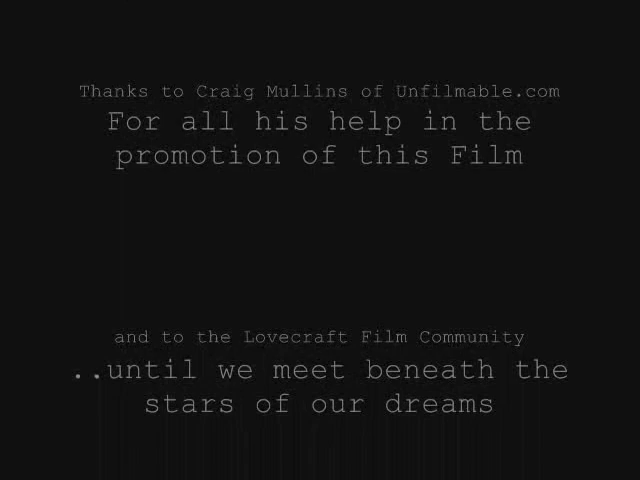 Thanks to Craig Mullins of Unfilmable.com
For all his help in the
promotion of this Film
and to the Lovecraft Film Community
..until we meet beneath the
stars of our dreams